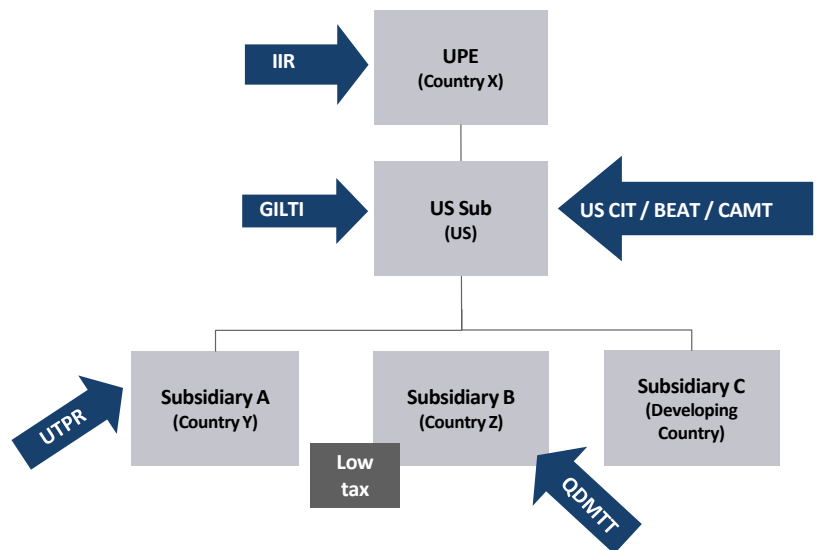 IIR
UPE
(Country X)
GILTI
US Sub
(US)
US CIT / BEAT / CAMT
UTPR
Subsidiary A
(Country Y)
Subsidiary B
(Country Z)
Subsidiary C
(Developing
Country)
Low
tax
QDMTT